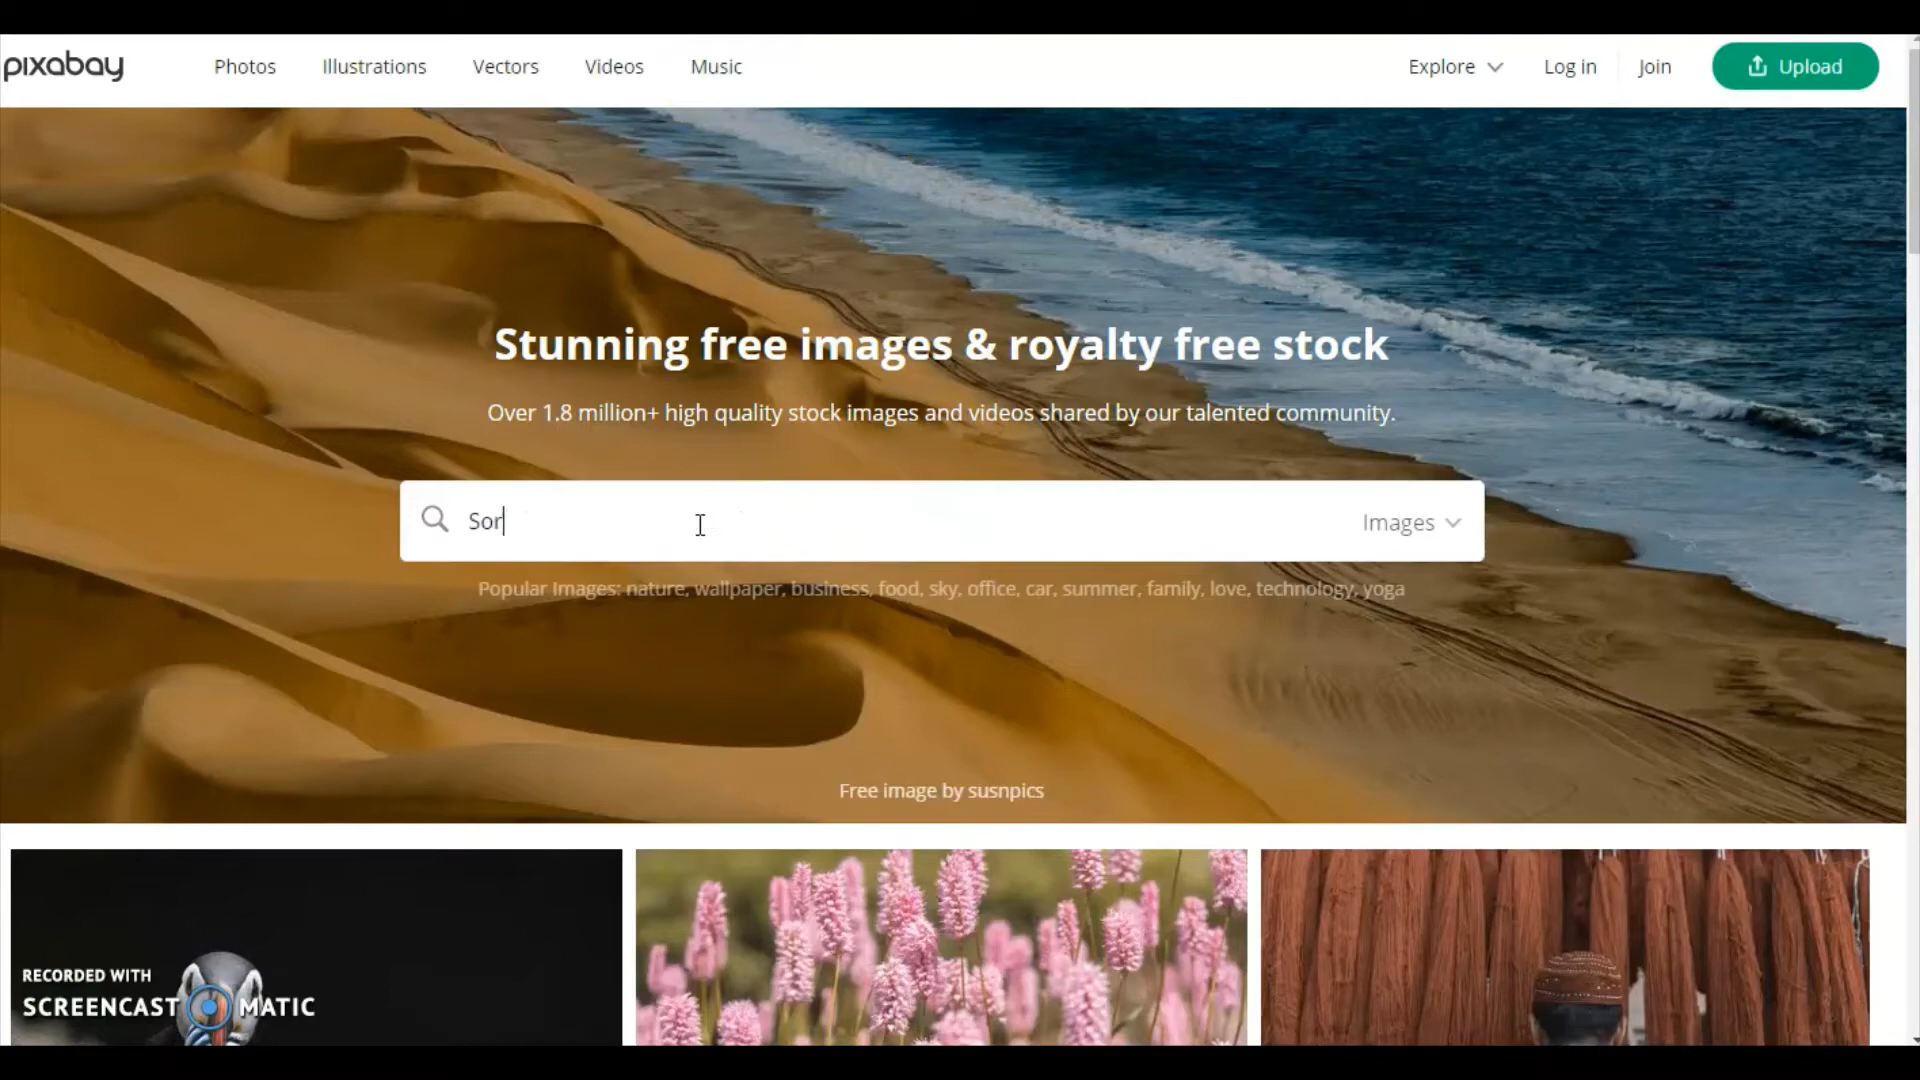 pixabay Photos Illustrations Vectors Videos Music Explore Log in Join Upload
Stunning free images & royalty free stock
Over 1.8 million+ high quality stock images and videos shared by our talented community.
Sor Images
Popular Images: nature, wallpaper, business, food, sky, office, car, summer, family, love, technology, yoga
Free image by susnpics
RECORDED WITH
SCREENCAST MATIC